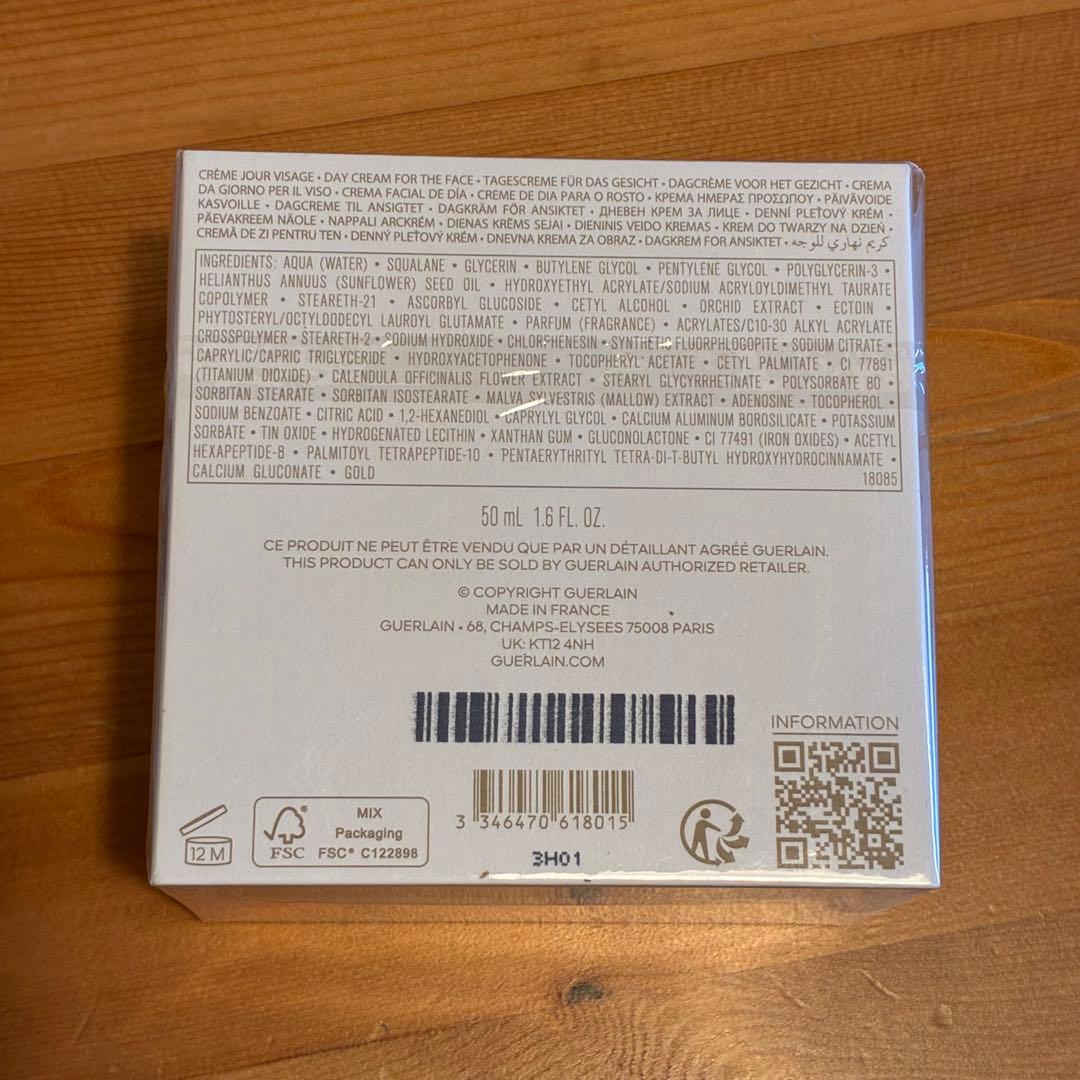 CRÈME JOUR VISAGE • DAY CREAM FOR THE FACE • TAGESCREME FÜR DAS GESICHT • DAGCRÈME VOOR HET GEZICHT • CREMA
DA GIORNO PER IL VISO • CREMA FACIAL DE DÍA • CREME DE DIA PARA O ROSTO • ΚΡΕΜΑ ΗΜΕΡΑΣ ΠΡΟΣΩΠΟΥ • PÄIVÄVOIDE
KASVOILLE • DAGCREME TIL ANSIGTET • DAGKRÄM FÖR ANSIKTET • ДНЕВЕН КРЕМ ЗА ЛИЦЕ • DENNÍ PLEŤOVÝ KRÉM •
PÄEVAKREEM NÄOLE • NAPPALI ARCKRÉM • DIENAS KRĒMS SEJAI • DIENINIS VEIDO KREMAS • KREM DO TWARZY NA DZIEŃ •
CREMĂ DE ZI PENTRU TEN • DENNÝ PLEŤOVÝ KRÉM • DNEVNA KREMA ZA OBRAZ • DAGKREM FOR ANSIKTET • كريم نهاري للوجه
INGREDIENTS: AQUA (WATER) • SQUALANE • GLYCERIN • BUTYLENE GLYCOL • PENTYLENE GLYCOL • POLYGLYCERIN-3 •
HELIANTHUS ANNUUS (SUNFLOWER) SEED OIL • HYDROXYETHYL ACRYLATE/SODIUM ACRYLOYLDIMETHYL TAURATE
COPOLYMER • STEARETH-21 • ASCORBYL GLUCOSIDE • CETYL ALCOHOL • ORCHID EXTRACT • ECTOIN •
PHYTOSTERYL/OCTYLDODECYL LAUROYL GLUTAMATE • PARFUM (FRAGRANCE) • ACRYLATES/C10-30 ALKYL ACRYLATE
CROSSPOLYMER • STEARETH-2 • SODIUM HYDROXIDE • CHLORPHENESIN • SYNTHETIC FLUORPHLOGOPITE • SODIUM CITRATE •
CAPRYLIC/CAPRIC TRIGLYCERIDE • HYDROXYACETOPHENONE • TOCOPHERYL ACETATE • CETYL PALMITATE • CI 77891
(TITANIUM DIOXIDE) • CALENDULA OFFICINALIS FLOWER EXTRACT • STEARYL GLYCYRRHETINATE • POLYSORBATE 80 •
SORBITAN STEARATE • SORBITAN ISOSTEARATE • MALVA SYLVESTRIS (MALLOW) EXTRACT • ADENOSINE • TOCOPHEROL •
SODIUM BENZOATE • CITRIC ACID • 1,2-HEXANEDIOL • CAPRYLYL GLYCOL • CALCIUM ALUMINUM BOROSILICATE • POTASSIUM
SORBATE • TIN OXIDE • HYDROGENATED LECITHIN • XANTHAN GUM • GLUCONOLACTONE • CI 77491 (IRON OXIDES) • ACETYL
HEXAPEPTIDE-8 • PALMITOYL TETRAPEPTIDE-10 • PENTAERYTHRITYL TETRA-DI-T-BUTYL HYDROXYHYDROCINNAMATE •
CALCIUM GLUCONATE • GOLD 18085
50 mL 1.6 FL. OZ.
CE PRODUIT NE PEUT ÊTRE VENDU QUE PAR UN DÉTAILLANT AGRÉÉ GUERLAIN.
THIS PRODUCT CAN ONLY BE SOLD BY GUERLAIN AUTHORIZED RETAILER.
© COPYRIGHT GUERLAIN
MADE IN FRANCE
GUERLAIN • 68, CHAMPS-ELYSEES 75008 PARIS
UK: KT12 4NH
GUERLAIN.COM
INFORMATION
12 M
FSC
MIX
Packaging
FSC® C122898
3 346470 618015
3H01